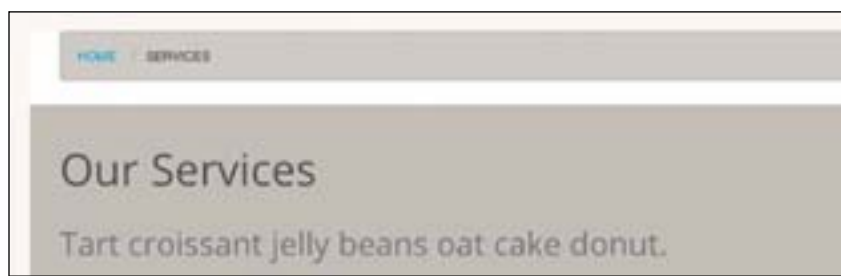 HOME / SERVICES
Our Services
Tart croissant jelly beans oat cake donut.